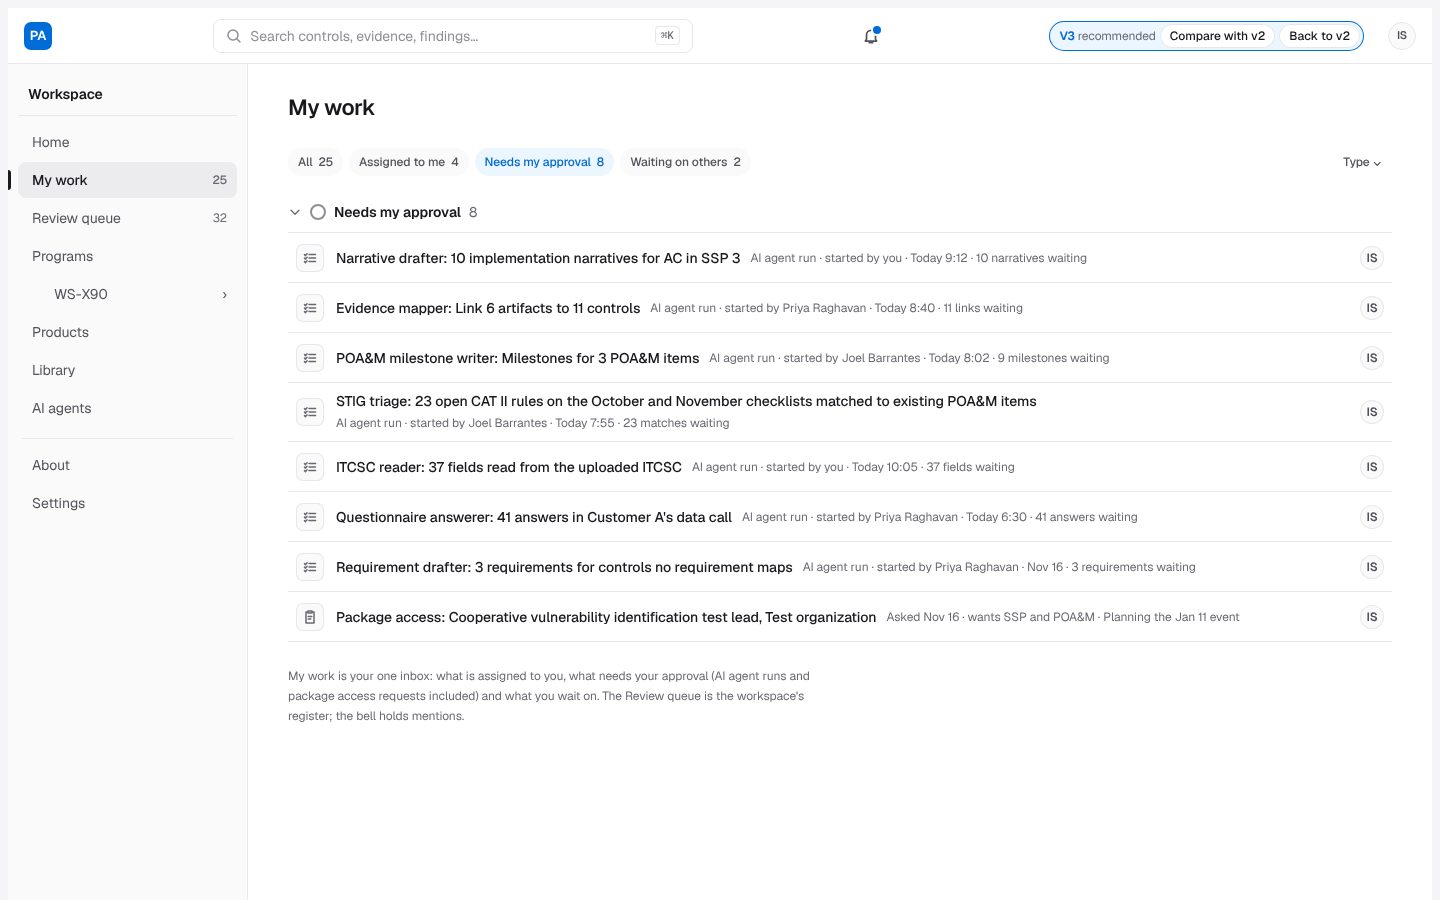 PA
Search controls, evidence, findings... ⌘K
V3 recommended Compare with v2 Back to v2
IS
Workspace
Home
My work 25
Review queue 32
Programs
WS-X90 ›
Products
Library
AI agents
About
Settings
My work
All 25 Assigned to me 4 Needs my approval 8 Waiting on others 2 Type
Needs my approval 8
Narrative drafter: 10 implementation narratives for AC in SSP 3 AI agent run · started by you · Today 9:12 · 10 narratives waiting IS
Evidence mapper: Link 6 artifacts to 11 controls AI agent run · started by Priya Raghavan · Today 8:40 · 11 links waiting IS
POA&M milestone writer: Milestones for 3 POA&M items AI agent run · started by Joel Barrantes · Today 8:02 · 9 milestones waiting IS
STIG triage: 23 open CAT II rules on the October and November checklists matched to existing POA&M items
AI agent run · started by Joel Barrantes · Today 7:55 · 23 matches waiting IS
ITCSC reader: 37 fields read from the uploaded ITCSC AI agent run · started by you · Today 10:05 · 37 fields waiting IS
Questionnaire answerer: 41 answers in Customer A's data call AI agent run · started by Priya Raghavan · Today 6:30 · 41 answers waiting IS
Requirement drafter: 3 requirements for controls no requirement maps AI agent run · started by Priya Raghavan · Nov 16 · 3 requirements waiting IS
Package access: Cooperative vulnerability identification test lead, Test organization Asked Nov 16 · wants SSP and POA&M · Planning the Jan 11 event IS
My work is your one inbox: what is assigned to you, what needs your approval (AI agent runs and
package access requests included) and what you wait on. The Review queue is the workspace's
register; the bell holds mentions.